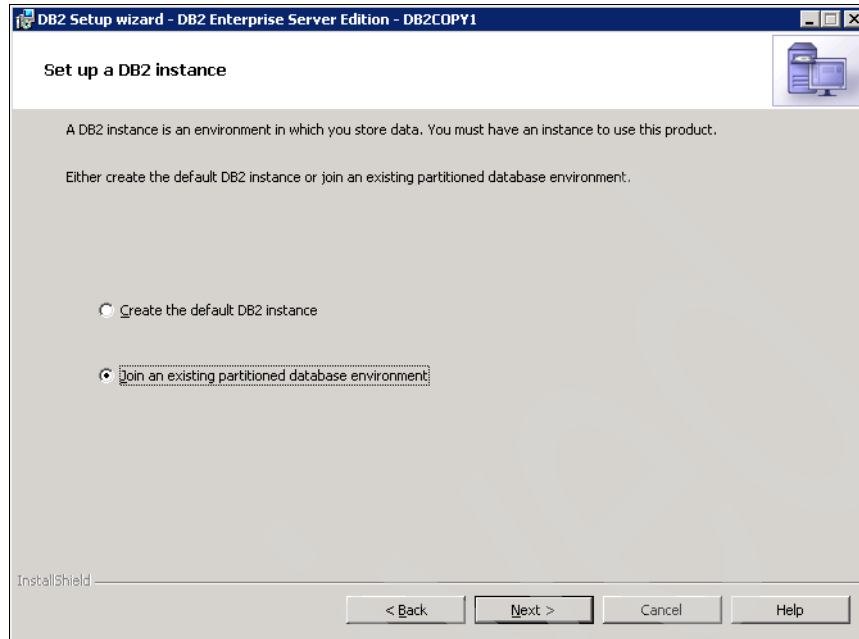 DB2 Setup wizard - DB2 Enterprise Server Edition - DB2COPY1
Set up a DB2 instance
A DB2 instance is an environment in which you store data. You must have an instance to use this product.
Either create the default DB2 instance or join an existing partitioned database environment.
Create the default DB2 instance
Join an existing partitioned database environment
InstallShield
< Back Next > Cancel Help